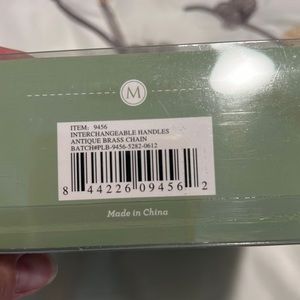 M
ITEM: 9456
INTERCHANGEABLE HANDLES
ANTIQUE BRASS CHAIN
BATCH#PLB-9456-5282-0612
8 44226 09456 2
Made in China